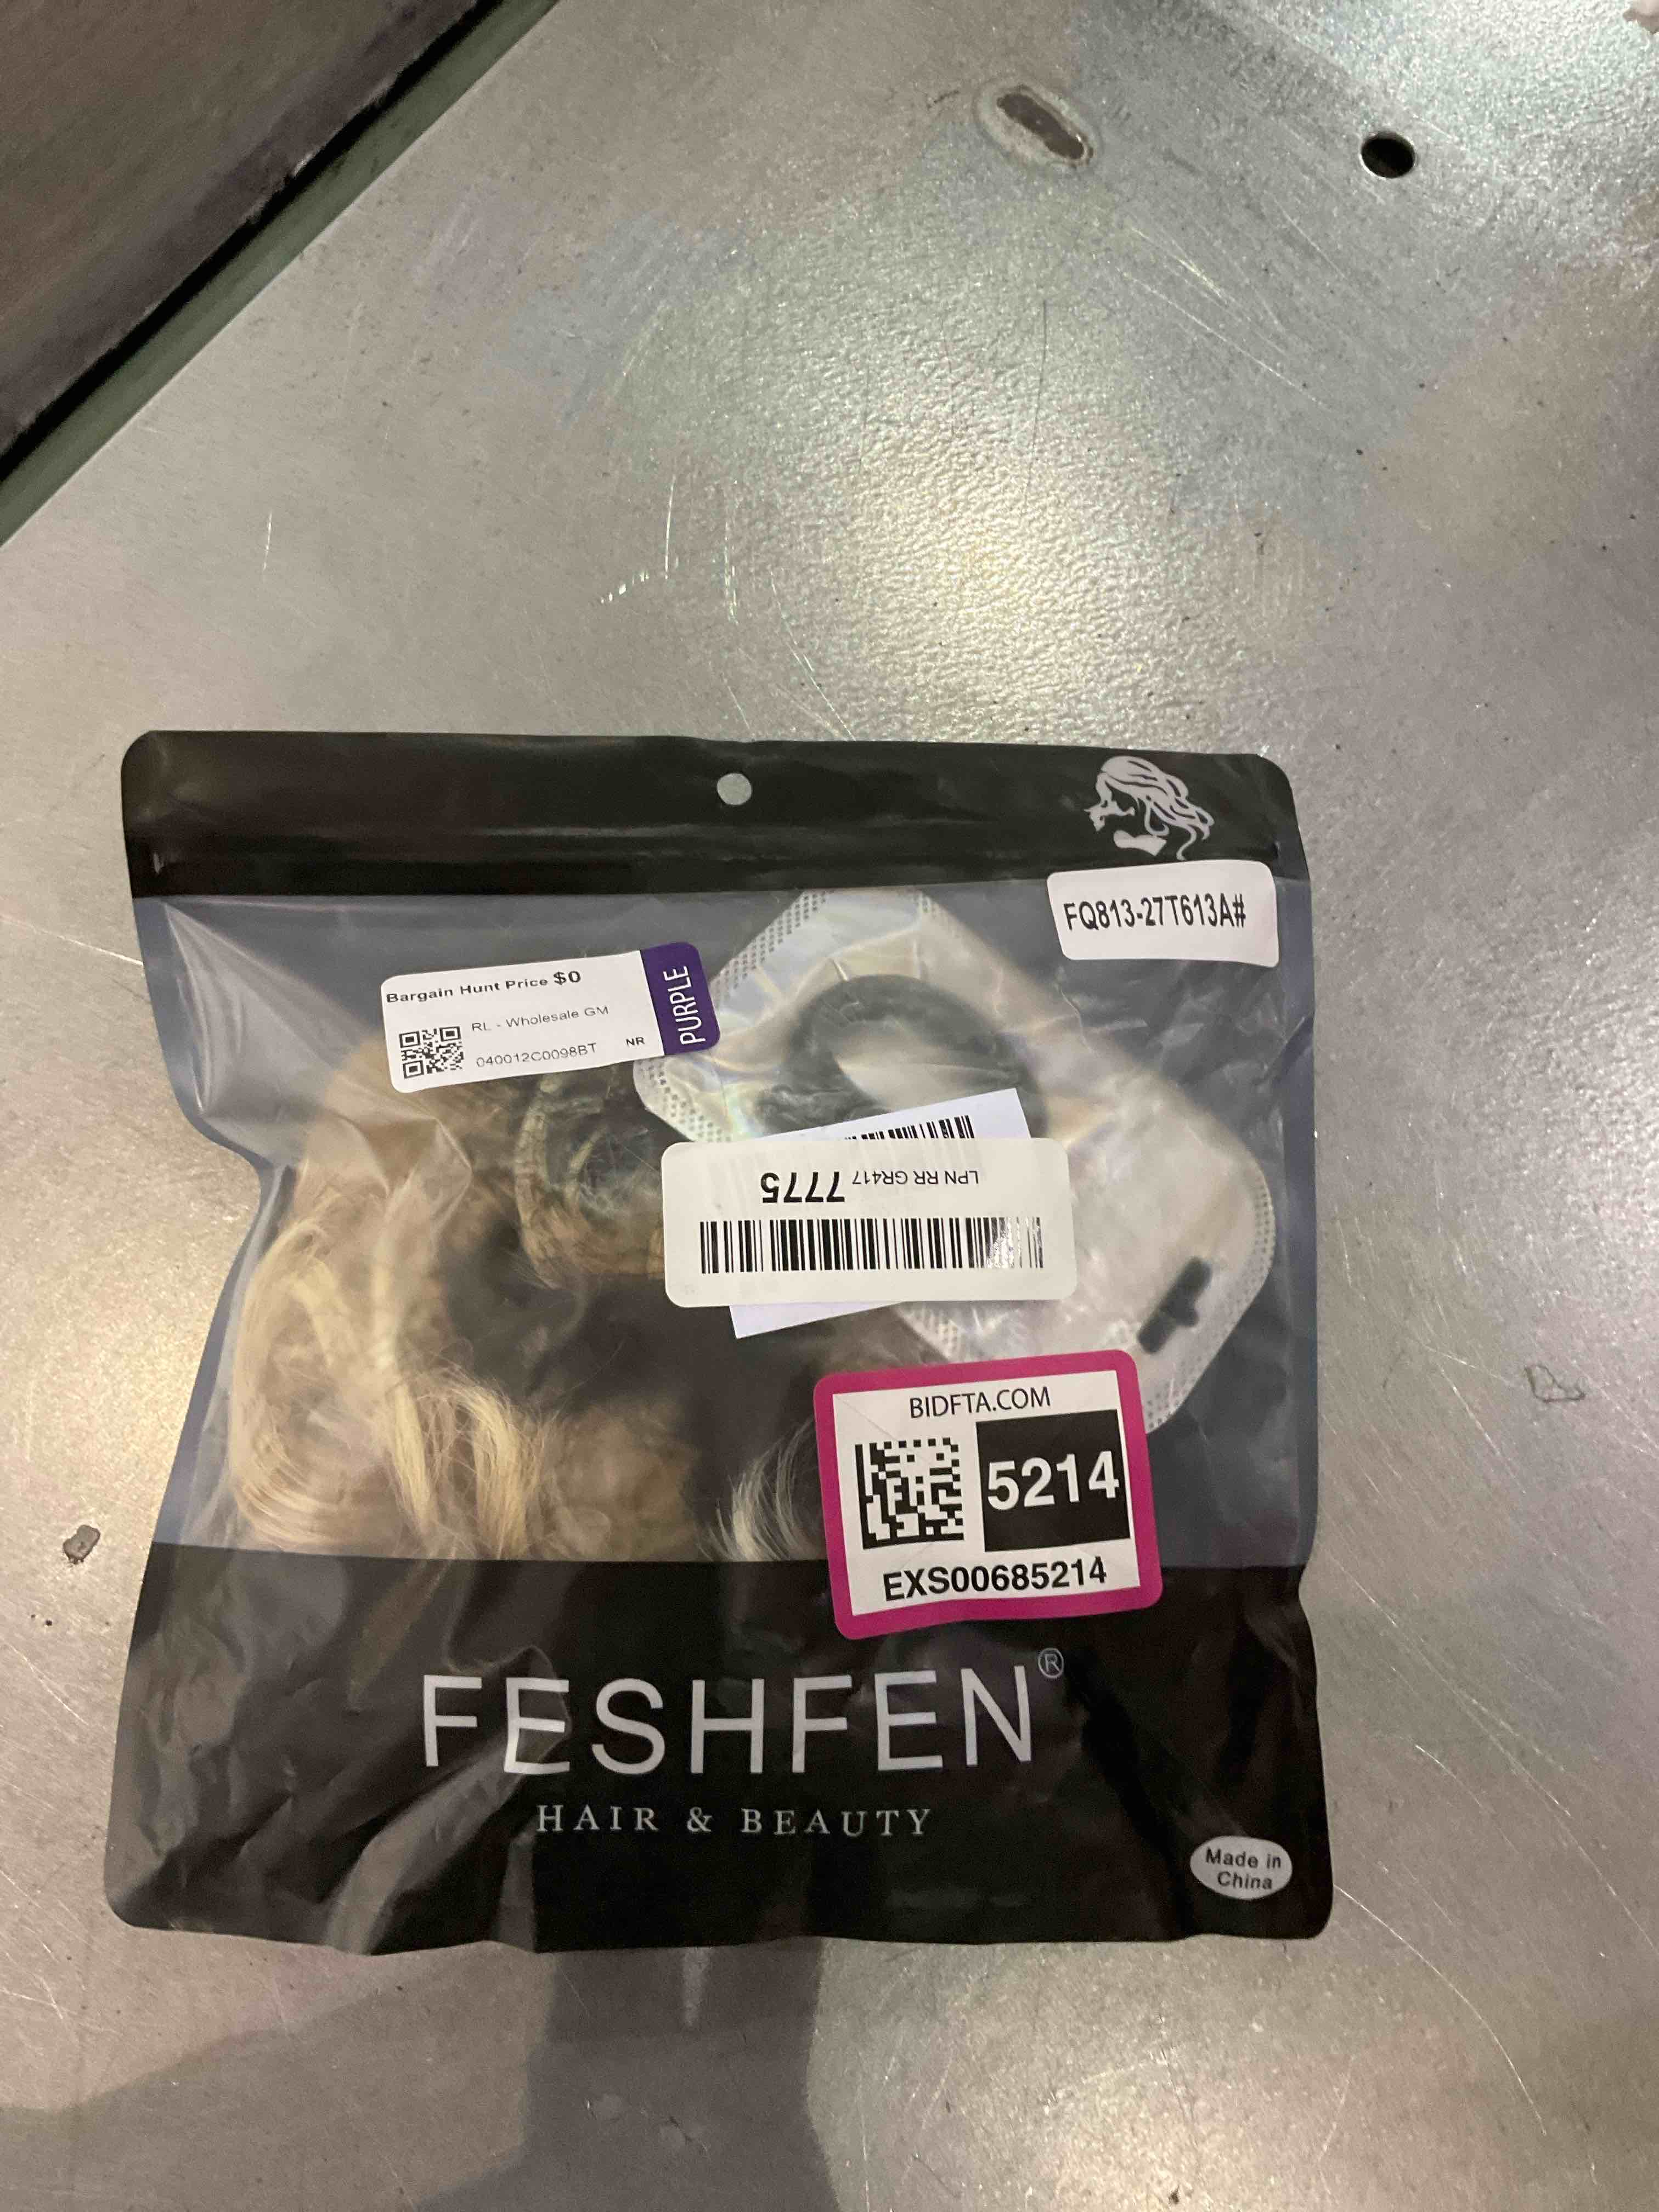 FQ813-27T613A#
Bargain Hunt Price $0
RL - Wholesale GM
040012C0098BT NR
PURPLE
LPN RR GR417 7775
BIDFTA.COM
5214
EXS00685214
FESHFEN®
HAIR & BEAUTY
Made in
China